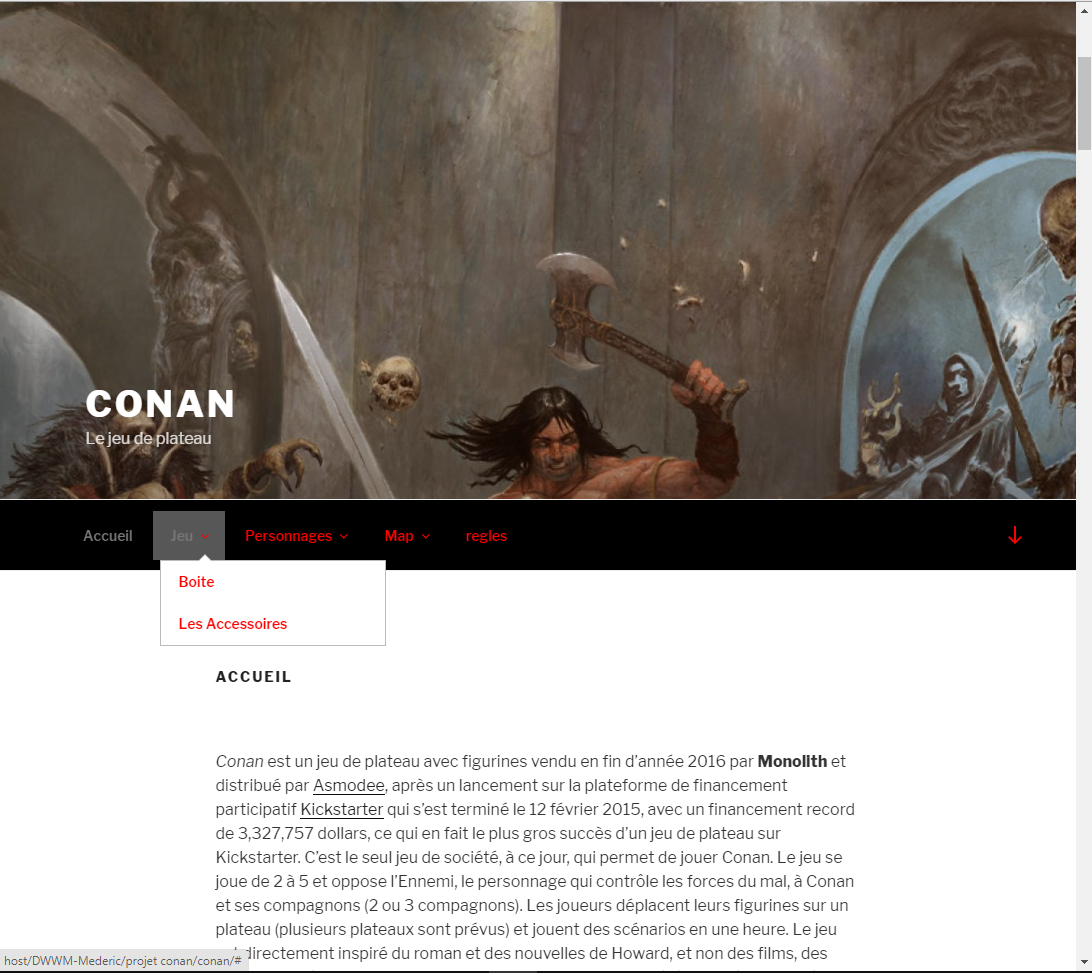 CONAN
Le jeu de plateau
Accueil Jeu Personnages Map regles
Boite
Les Accessoires
ACCUEIL
Conan est un jeu de plateau avec figurines vendu en fin d'année 2016 par Monolith et
distribué par Asmodee, après un lancement sur la plateforme de financement
participatif Kickstarter qui s'est terminé le 12 février 2015, avec un financement record
de 3,327,757 dollars, ce qui en fait le plus gros succès d'un jeu de plateau sur
Kickstarter. C'est le seul jeu de société, à ce jour, qui permet de jouer Conan. Le jeu se
joue de 2 à 5 et oppose l'Ennemi, le personnage qui contrôle les forces du mal, à Conan
et ses compagnons (2 ou 3 compagnons). Les joueurs déplacent leurs figurines sur un
plateau (plusieurs plateaux sont prévus) et jouent des scénarios en une heure. Le jeu
directement inspiré du roman et des nouvelles de Howard, et non des films, des
host/DWWM-Mederic/projet conan/conan/#